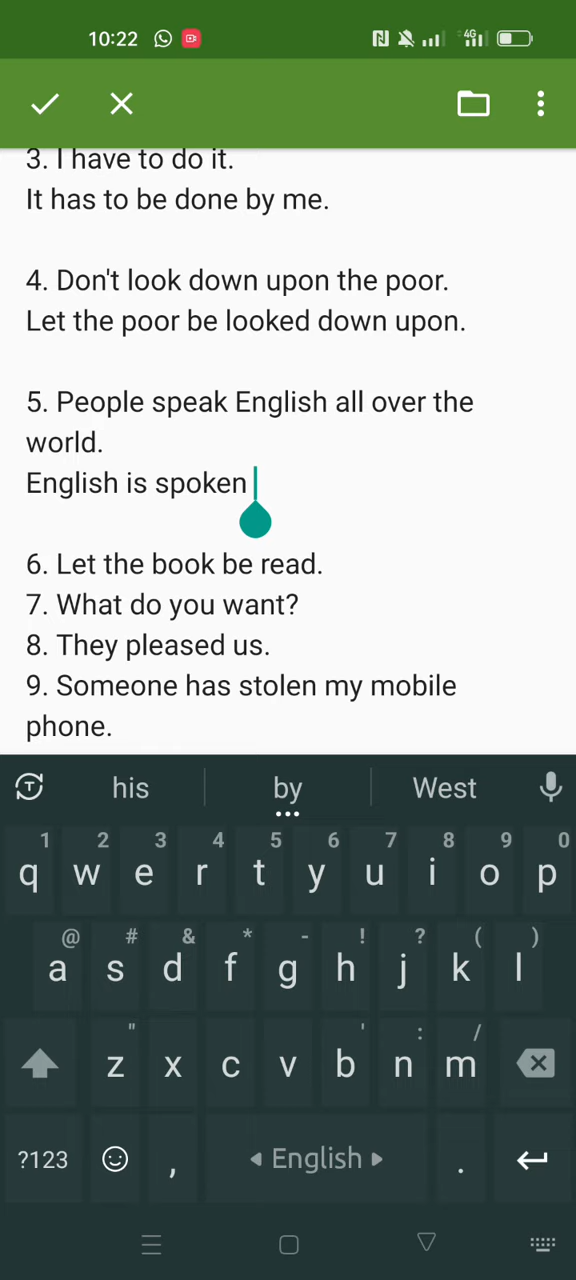 10:22
4G
3. I have to do it.
It has to be done by me.
4. Don't look down upon the poor.
Let the poor be looked down upon.
5. People speak English all over the
world.
English is spoken
6. Let the book be read.
7. What do you want?
8. They pleased us.
9. Someone has stolen my mobile
phone.
his by West
1 2 3 4 5 6 7 8 9 0
q w e r t y u i o p
@ # & * - ! ? ( )
a s d f g h j k l
" ' : /
z x c v b n m
?123 , English .